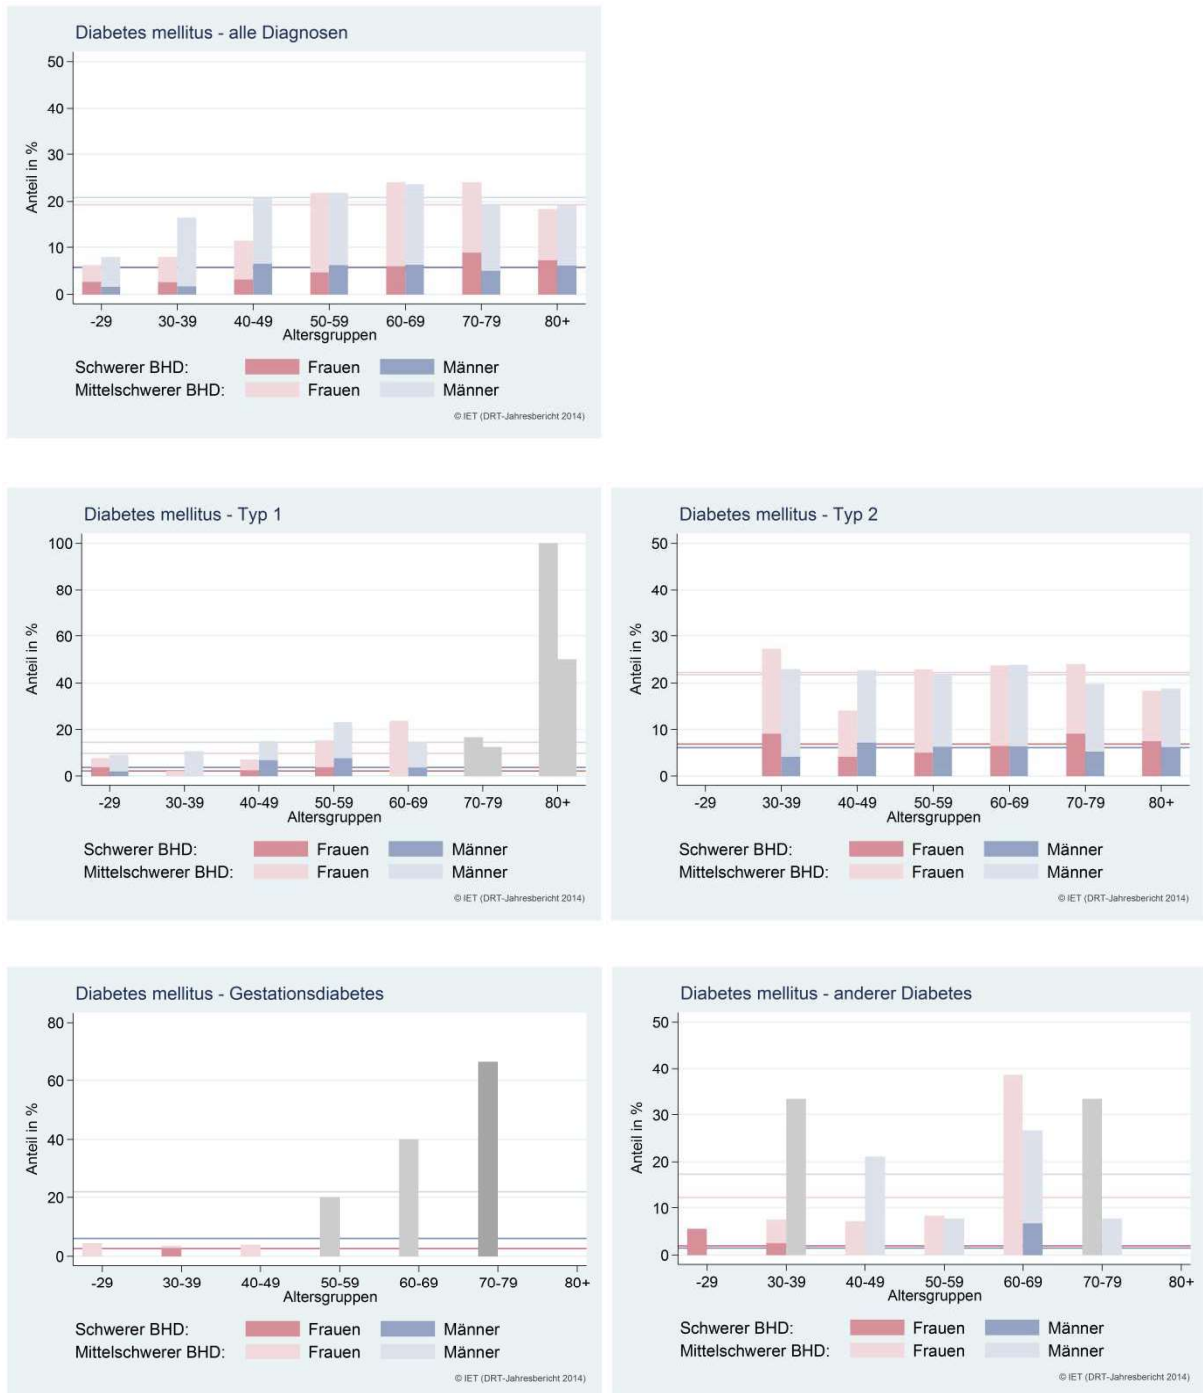 Diabetes mellitus - alle Diagnosen
50
40
30
20
10
0
Anteil in %
-29 30-39 40-49 50-59 60-69 70-79 80+
Altersgruppen
Schwerer BHD: Frauen Männer
Mittelschwerer BHD: Frauen Männer
© IET (DRT-Jahresbericht 2014)
Diabetes mellitus - Typ 1
100
80
60
40
20
0
Anteil in %
-29 30-39 40-49 50-59 60-69 70-79 80+
Altersgruppen
Schwerer BHD: Frauen Männer
Mittelschwerer BHD: Frauen Männer
© IET (DRT-Jahresbericht 2014)
Diabetes mellitus - Typ 2
50
40
30
20
10
0
Anteil in %
-29 30-39 40-49 50-59 60-69 70-79 80+
Altersgruppen
Schwerer BHD: Frauen Männer
Mittelschwerer BHD: Frauen Männer
© IET (DRT-Jahresbericht 2014)
Diabetes mellitus - Gestationsdiabetes
80
60
40
20
0
Anteil in %
-29 30-39 40-49 50-59 60-69 70-79 80+
Altersgruppen
Schwerer BHD: Frauen Männer
Mittelschwerer BHD: Frauen Männer
© IET (DRT-Jahresbericht 2014)
Diabetes mellitus - anderer Diabetes
50
40
30
20
10
0
Anteil in %
-29 30-39 40-49 50-59 60-69 70-79 80+
Altersgruppen
Schwerer BHD: Frauen Männer
Mittelschwerer BHD: Frauen Männer
© IET (DRT-Jahresbericht 2014)